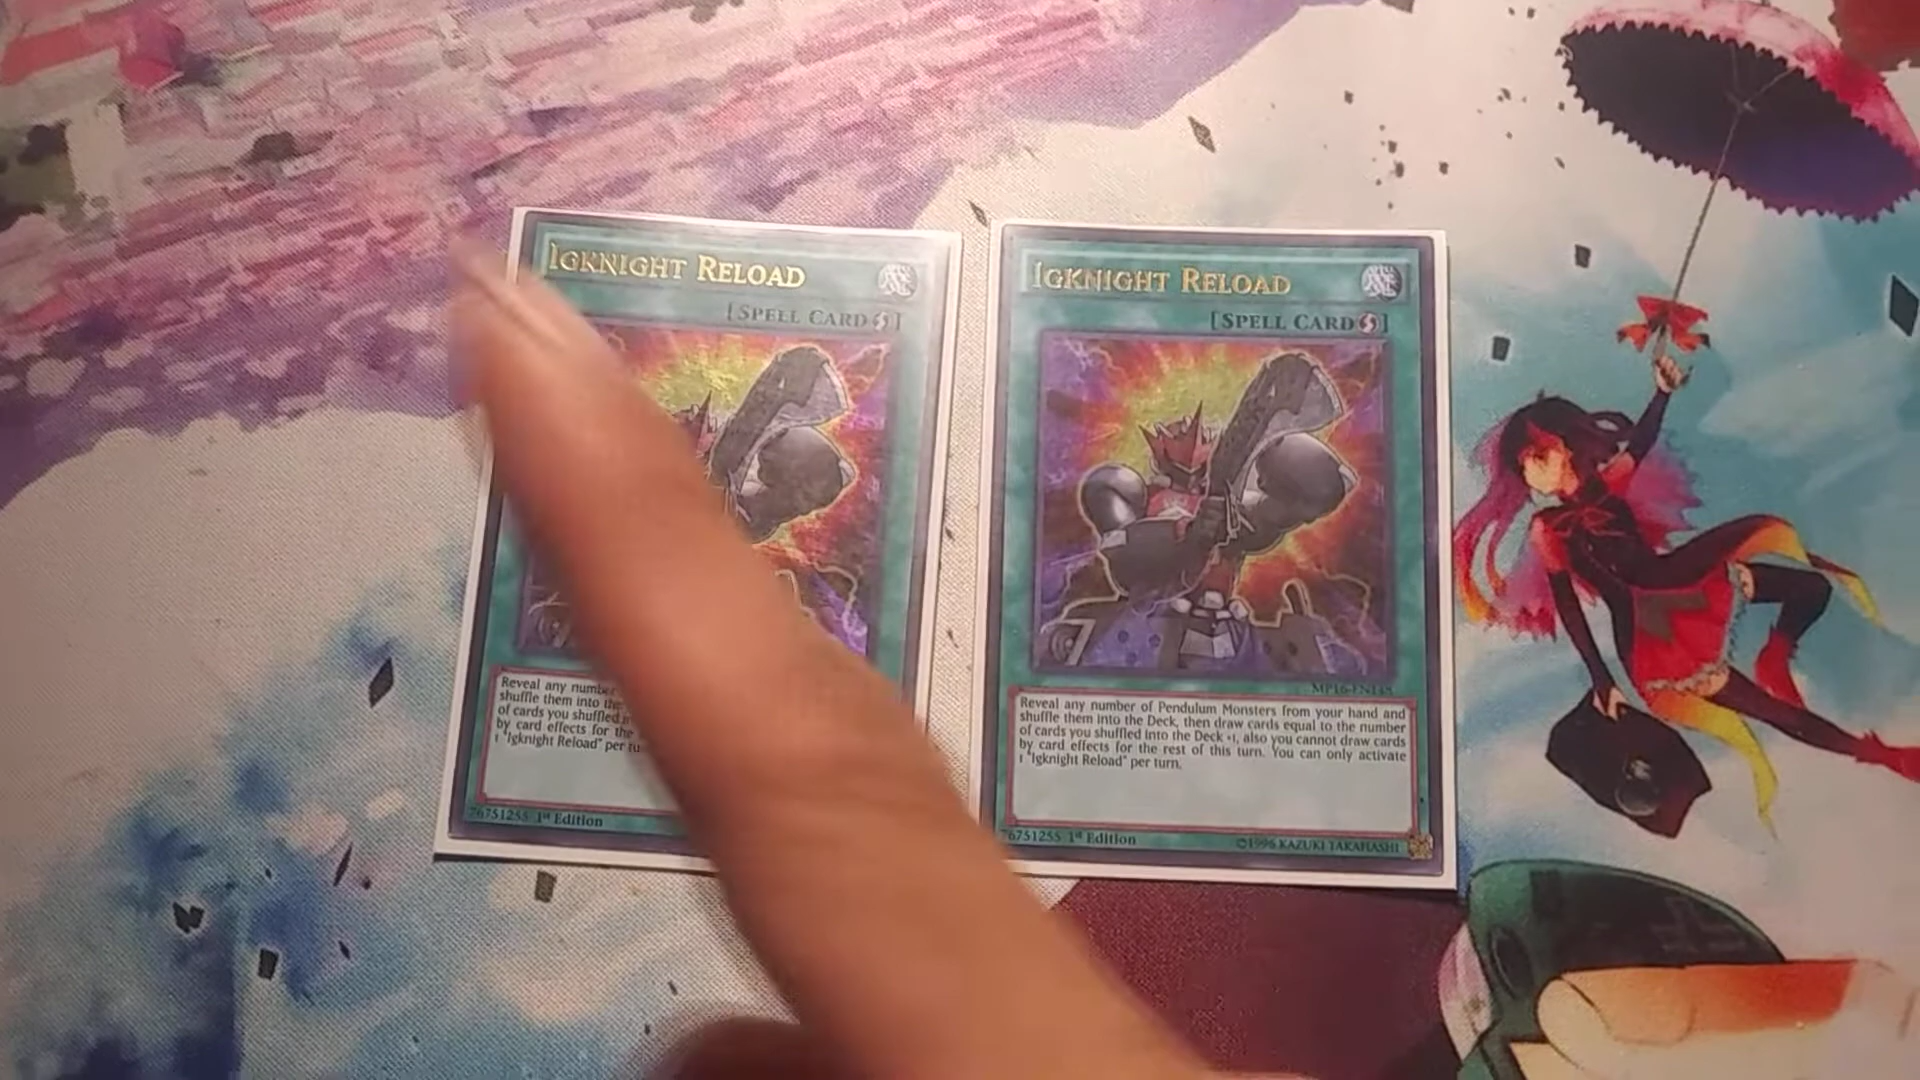 IGKNIGHT RELOAD
[SPELL CARD]
Reveal any number
shuffle them into the
of cards you shuffled
by card effects for the
1 "Igknight Reload" per
76751255 1st Edition
IGKNIGHT RELOAD
[SPELL CARD]
MP16-EN148
Reveal any number of Pendulum Monsters from your hand and
shuffle them into the Deck, then draw cards equal to the number
of cards you shuffled into the Deck +1, also you cannot draw cards
by card effects for the rest of this turn. You can only activate
1 "Igknight Reload" per turn.
76751255 1st Edition
©1996 KAZUKI TAKAHASHI